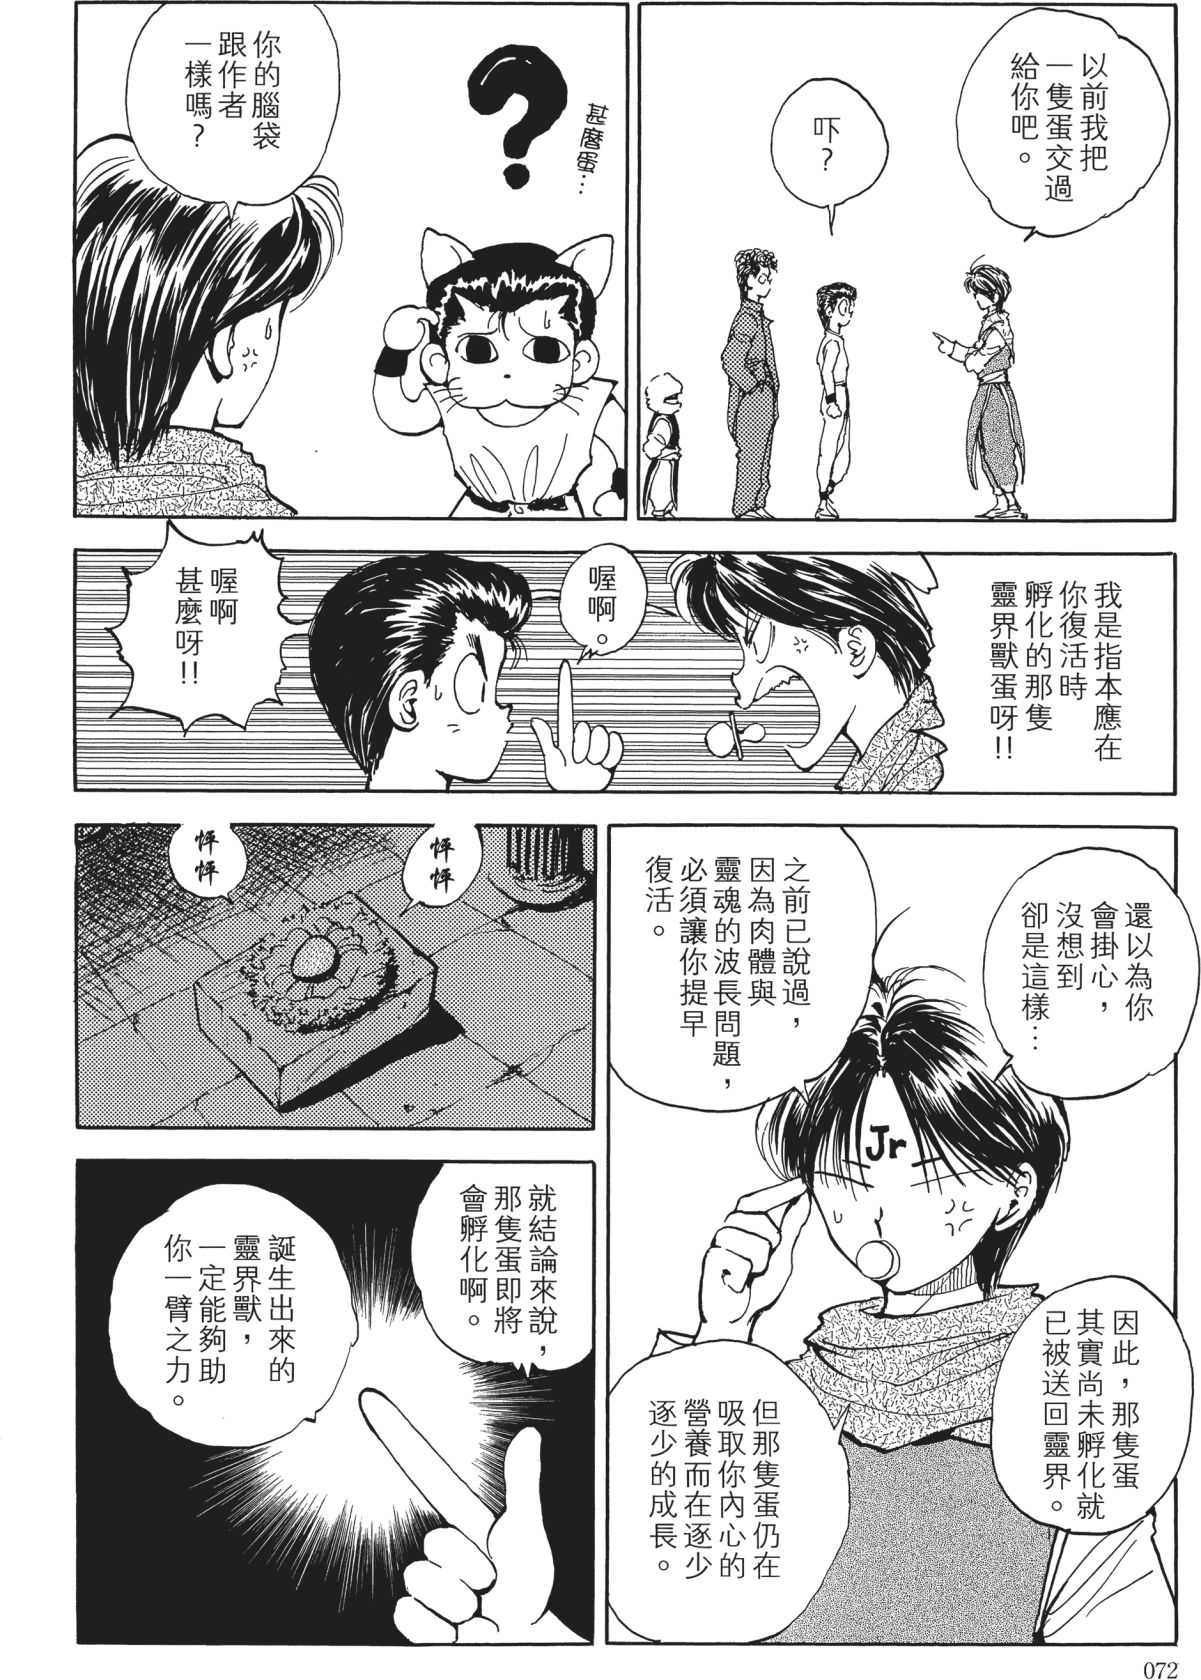 以前我把
一隻蛋交過
給你吧。
吓?
甚麼蛋…
你的腦袋
跟作者
一樣嗎?
我是指本應在
你復活時
孵化的那隻
靈界獸蛋呀!!
喔啊。
喔啊
甚麼呀!!
還以為你
會掛心,
沒想到
卻是這樣…
之前已說過,
因為肉體與
靈魂的波長問題,
必須讓你提早
復活。
Jr
因此,那隻蛋
其實尚未孵化就
已被送回靈界。
但那隻蛋仍在
吸取你內心的
營養而在逐少
逐少的成長。
怦怦
怦怦
就結論來說,
那隻蛋即將
會孵化啊。
誕生出來的
靈界獸,
一定能夠助
你一臂之力。
072